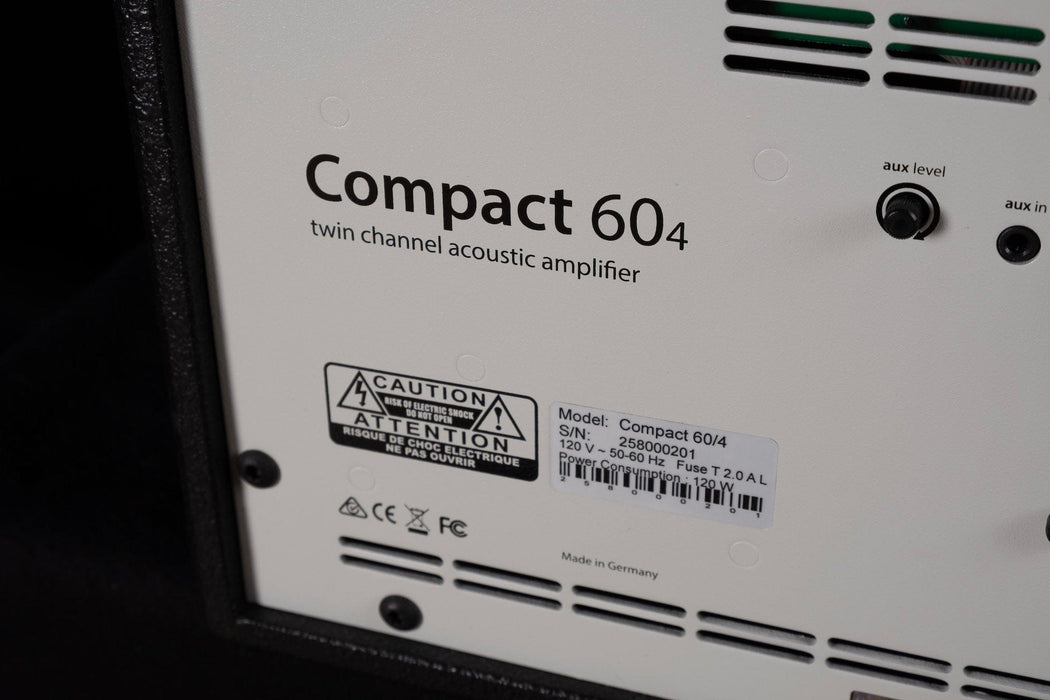 aux level
aux in
Compact 604
twin channel acoustic amplifier
CAUTION
RISK OF ELECTRIC SHOCK
DO NOT OPEN
ATTENTION
RISQUE DE CHOC ELECTRIQUE
NE PAS OUVRIR
Model: Compact 60/4
S/N: 258000201
120 V ~ 50-60 Hz Fuse T 2.0 A L
Power Consumption : 120 W
258000201
CE FC
Made in Germany